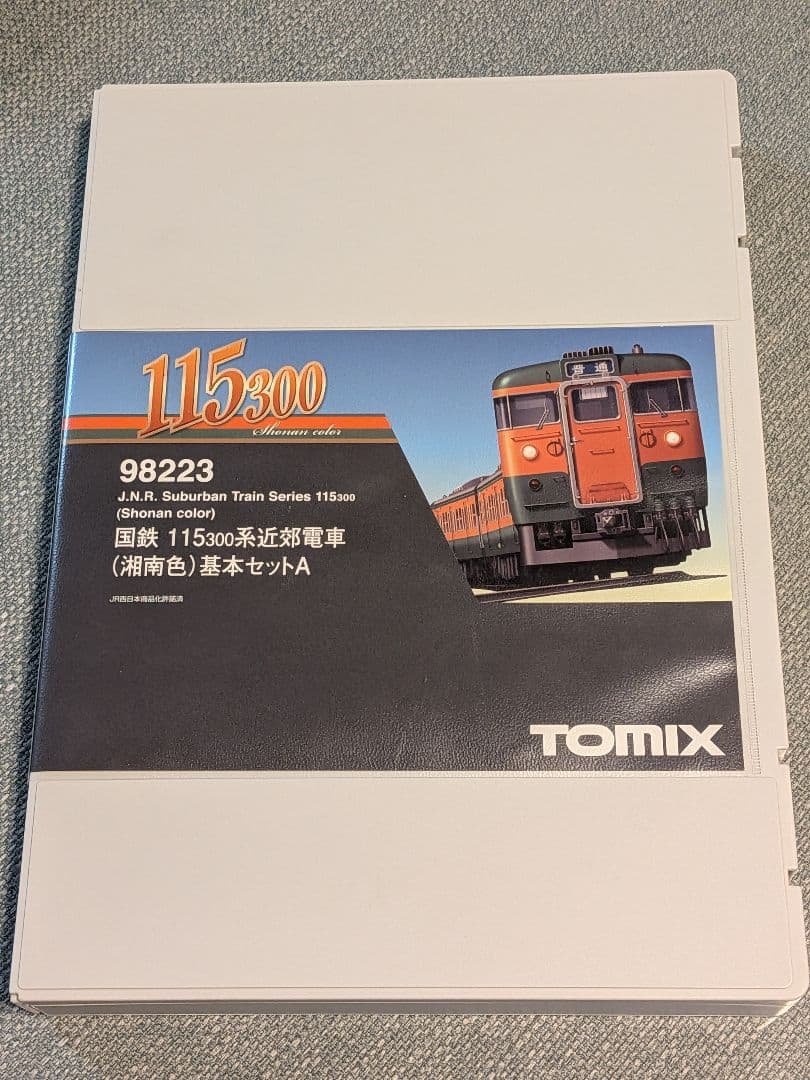 115300
Shonan color
普通
98223
J.N.R. Suburban Train Series 115300
(Shonan color)
国鉄 115300系近郊電車
(湘南色)基本セットA
JR西日本商品化許諾済
TOMIX